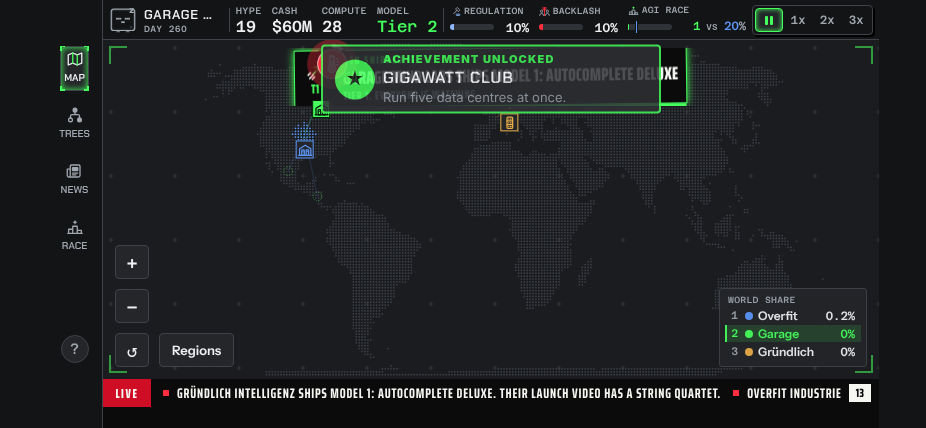 GARAGE ...
DAY 260
HYPE
19
CASH
$60M
COMPUTE
28
MODEL
Tier 2
REGULATION
10%
BACKLASH
10%
AGI RACE
1 vs 20%
1x 2x 3x
MAP
TREES
NEWS
RACE
?
ACHIEVEMENT UNLOCKED
GIGAWATT CLUB
Run five data centres at once.
MODEL 1: AUTOCOMPLETE DELUXE
+
−
↺
Regions
WORLD SHARE
1 Overfit 0.2%
2 Garage 0%
3 Gründlich 0%
LIVE
GRÜNDLICH INTELLIGENZ SHIPS MODEL 1: AUTOCOMPLETE DELUXE. THEIR LAUNCH VIDEO HAS A STRING QUARTET.
OVERFIT INDUSTRIE
13